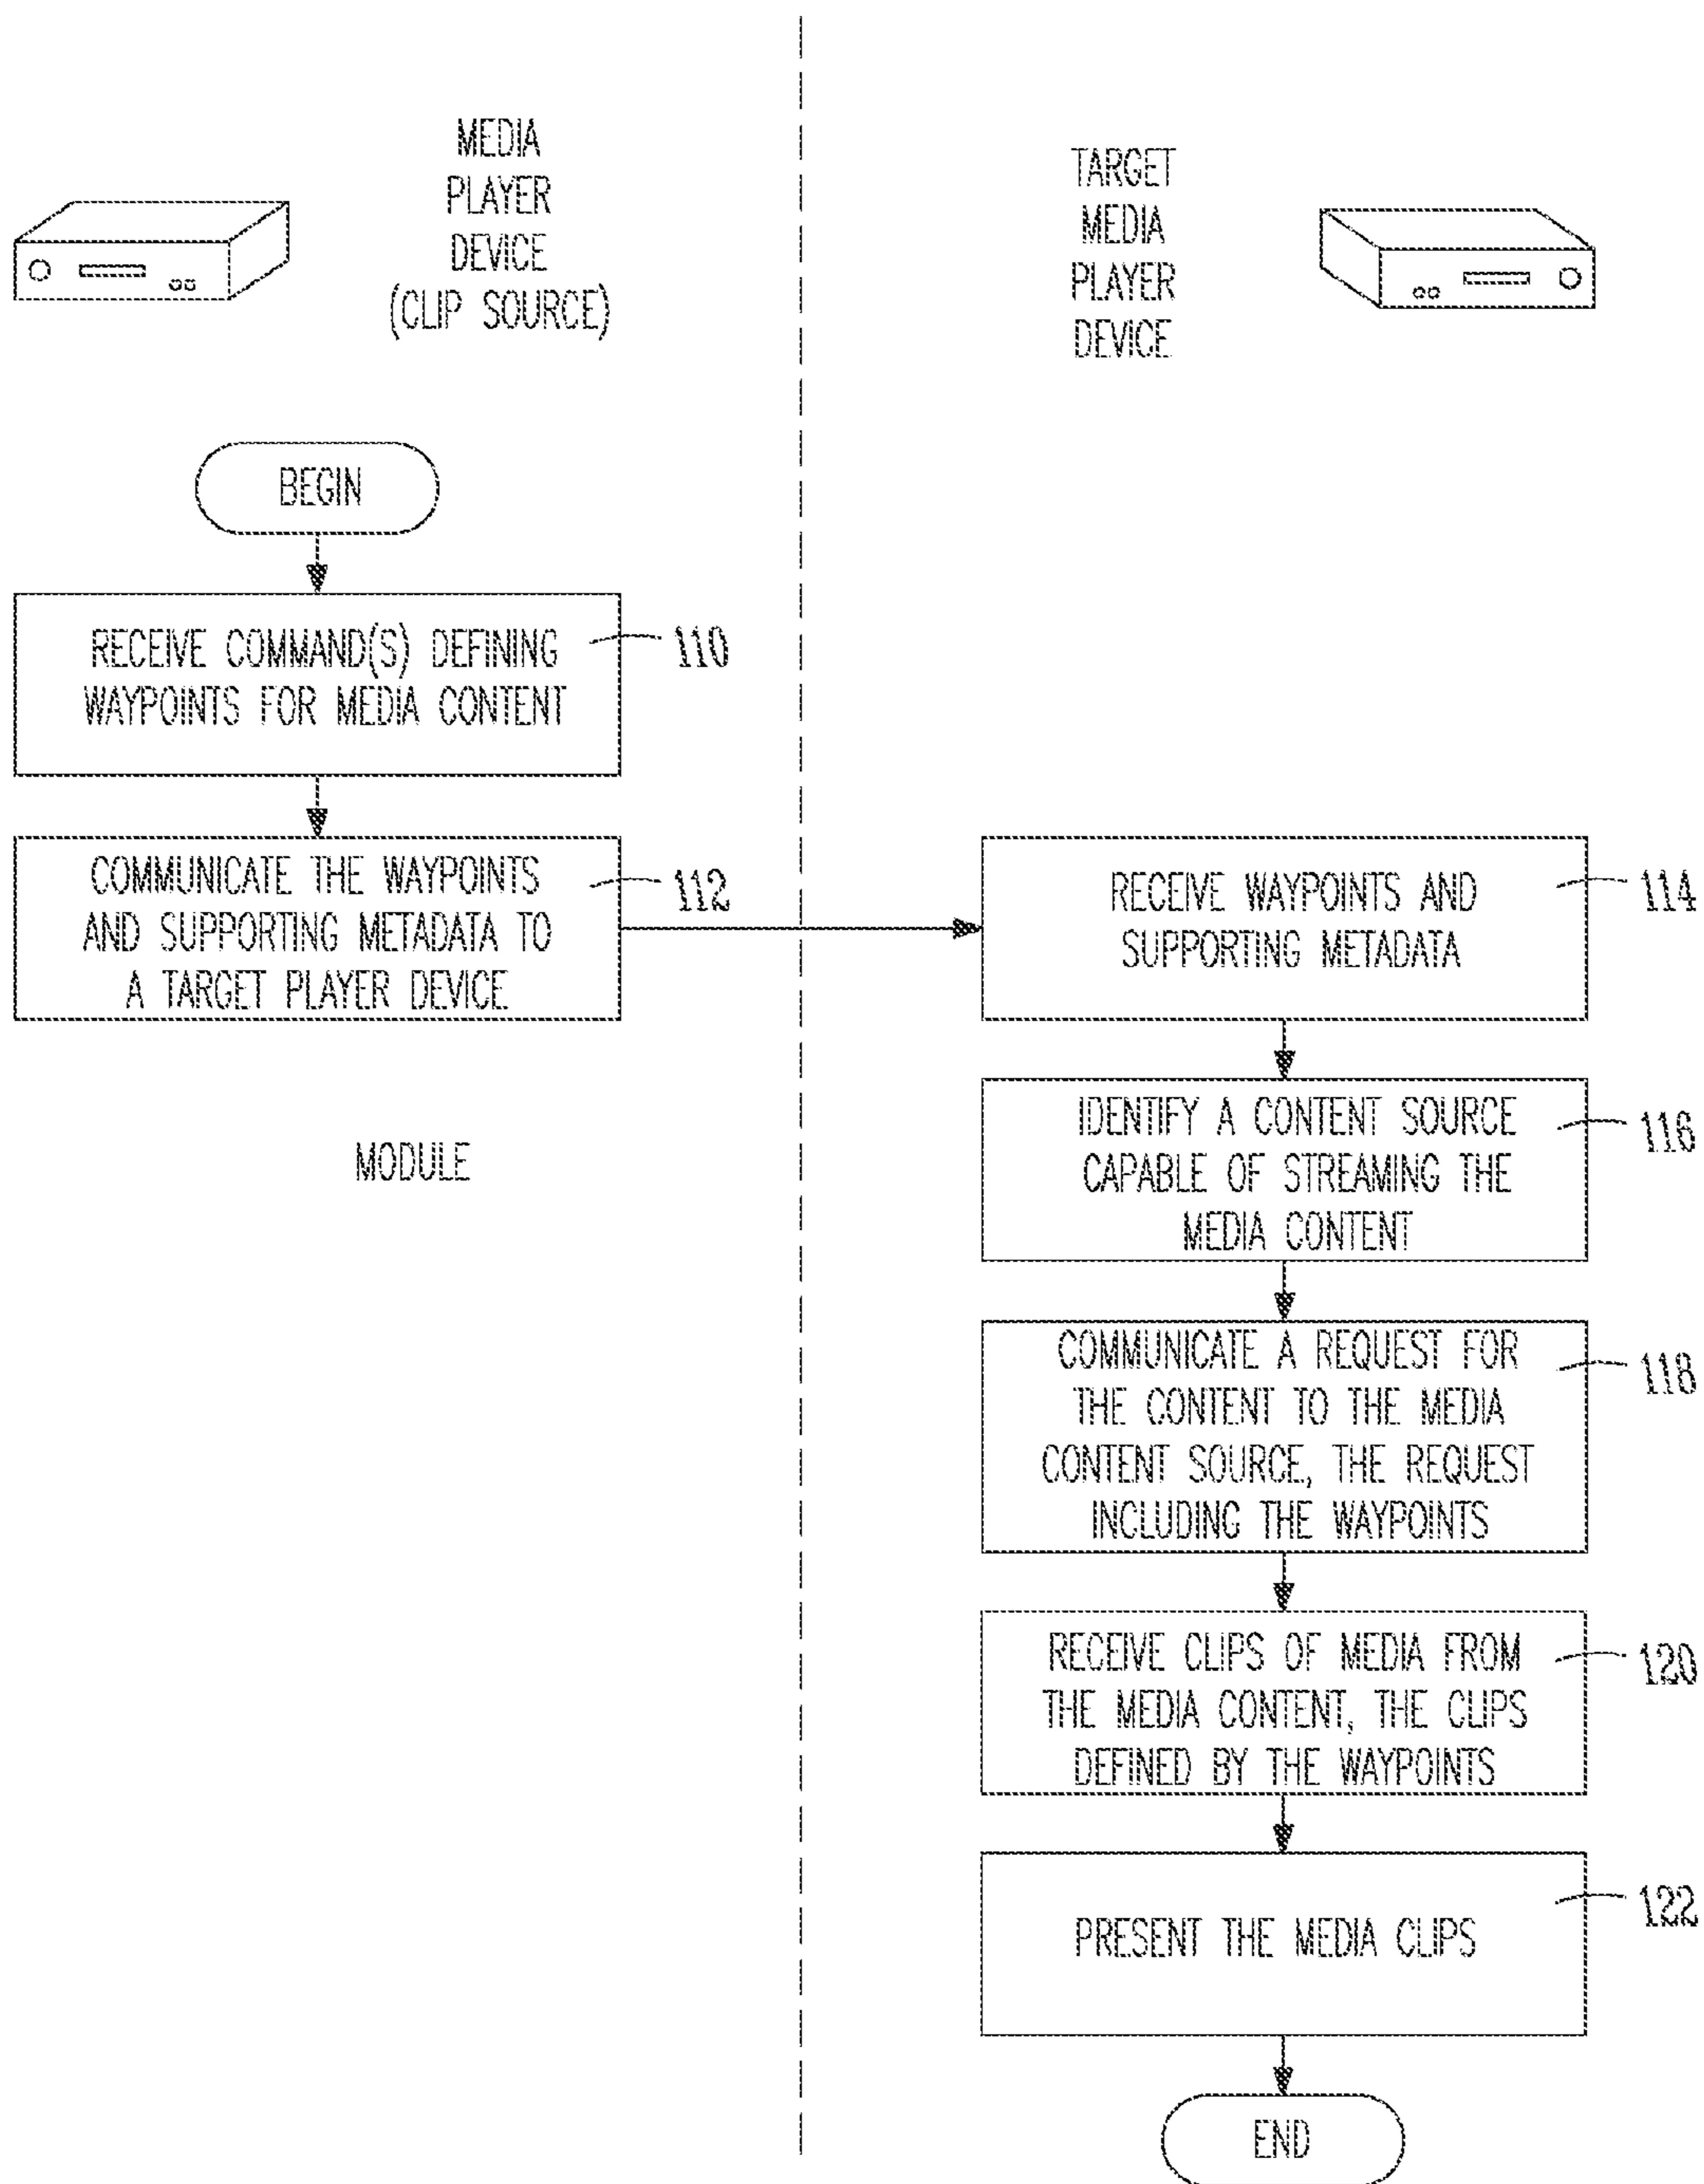 MEDIA
PLAYER
DEVICE
(CLIP SOURCE)
TARGET
MEDIA
PLAYER
DEVICE
BEGIN
RECEIVE COMMAND(S) DEFINING
WAYPOINTS FOR MEDIA CONTENT
110
COMMUNICATE THE WAYPOINTS
AND SUPPORTING METADATA TO
A TARGET PLAYER DEVICE
112
RECEIVE WAYPOINTS AND
SUPPORTING METADATA
114
MODULE
IDENTIFY A CONTENT SOURCE
CAPABLE OF STREAMING THE
MEDIA CONTENT
116
COMMUNICATE A REQUEST FOR
THE CONTENT TO THE MEDIA
CONTENT SOURCE, THE REQUEST
INCLUDING THE WAYPOINTS
118
RECEIVE CLIPS OF MEDIA FROM
THE MEDIA CONTENT, THE CLIPS
DEFINED BY THE WAYPOINTS
120
PRESENT THE MEDIA CLIPS
122
END